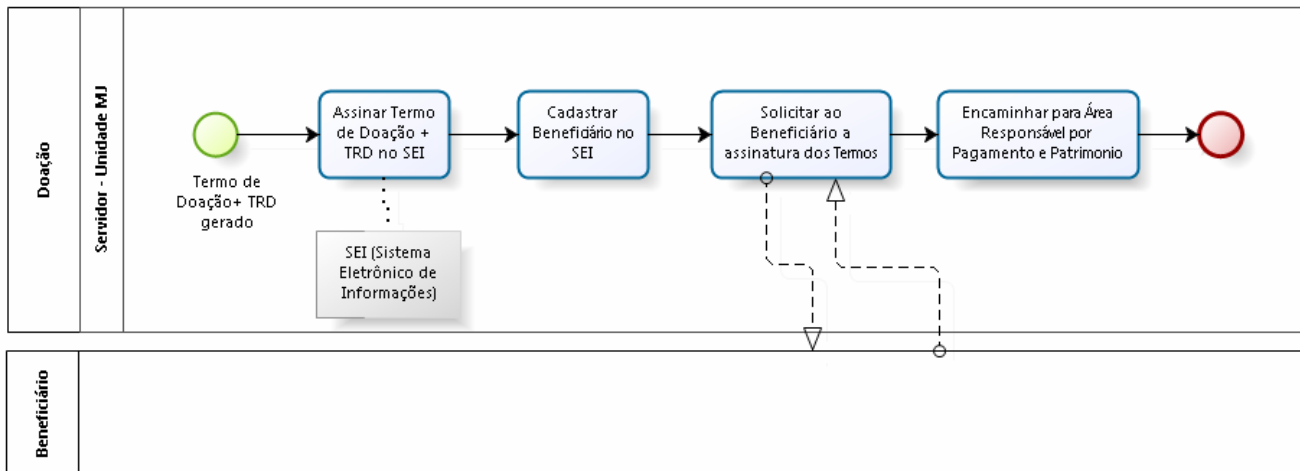 Doação
Servidor - Unidade MJ
Termo de
Doação+ TRD
gerado
Assinar Termo
de Doação +
TRD no SEI
SEI (Sistema
Eletrônico de
Informações)
Cadastrar
Beneficiário no
SEI
Solicitar ao
Beneficiário a
assinatura dos Termos
Encaminhar para Área
Responsável por
Pagamento e Patrimonio
Beneficiário